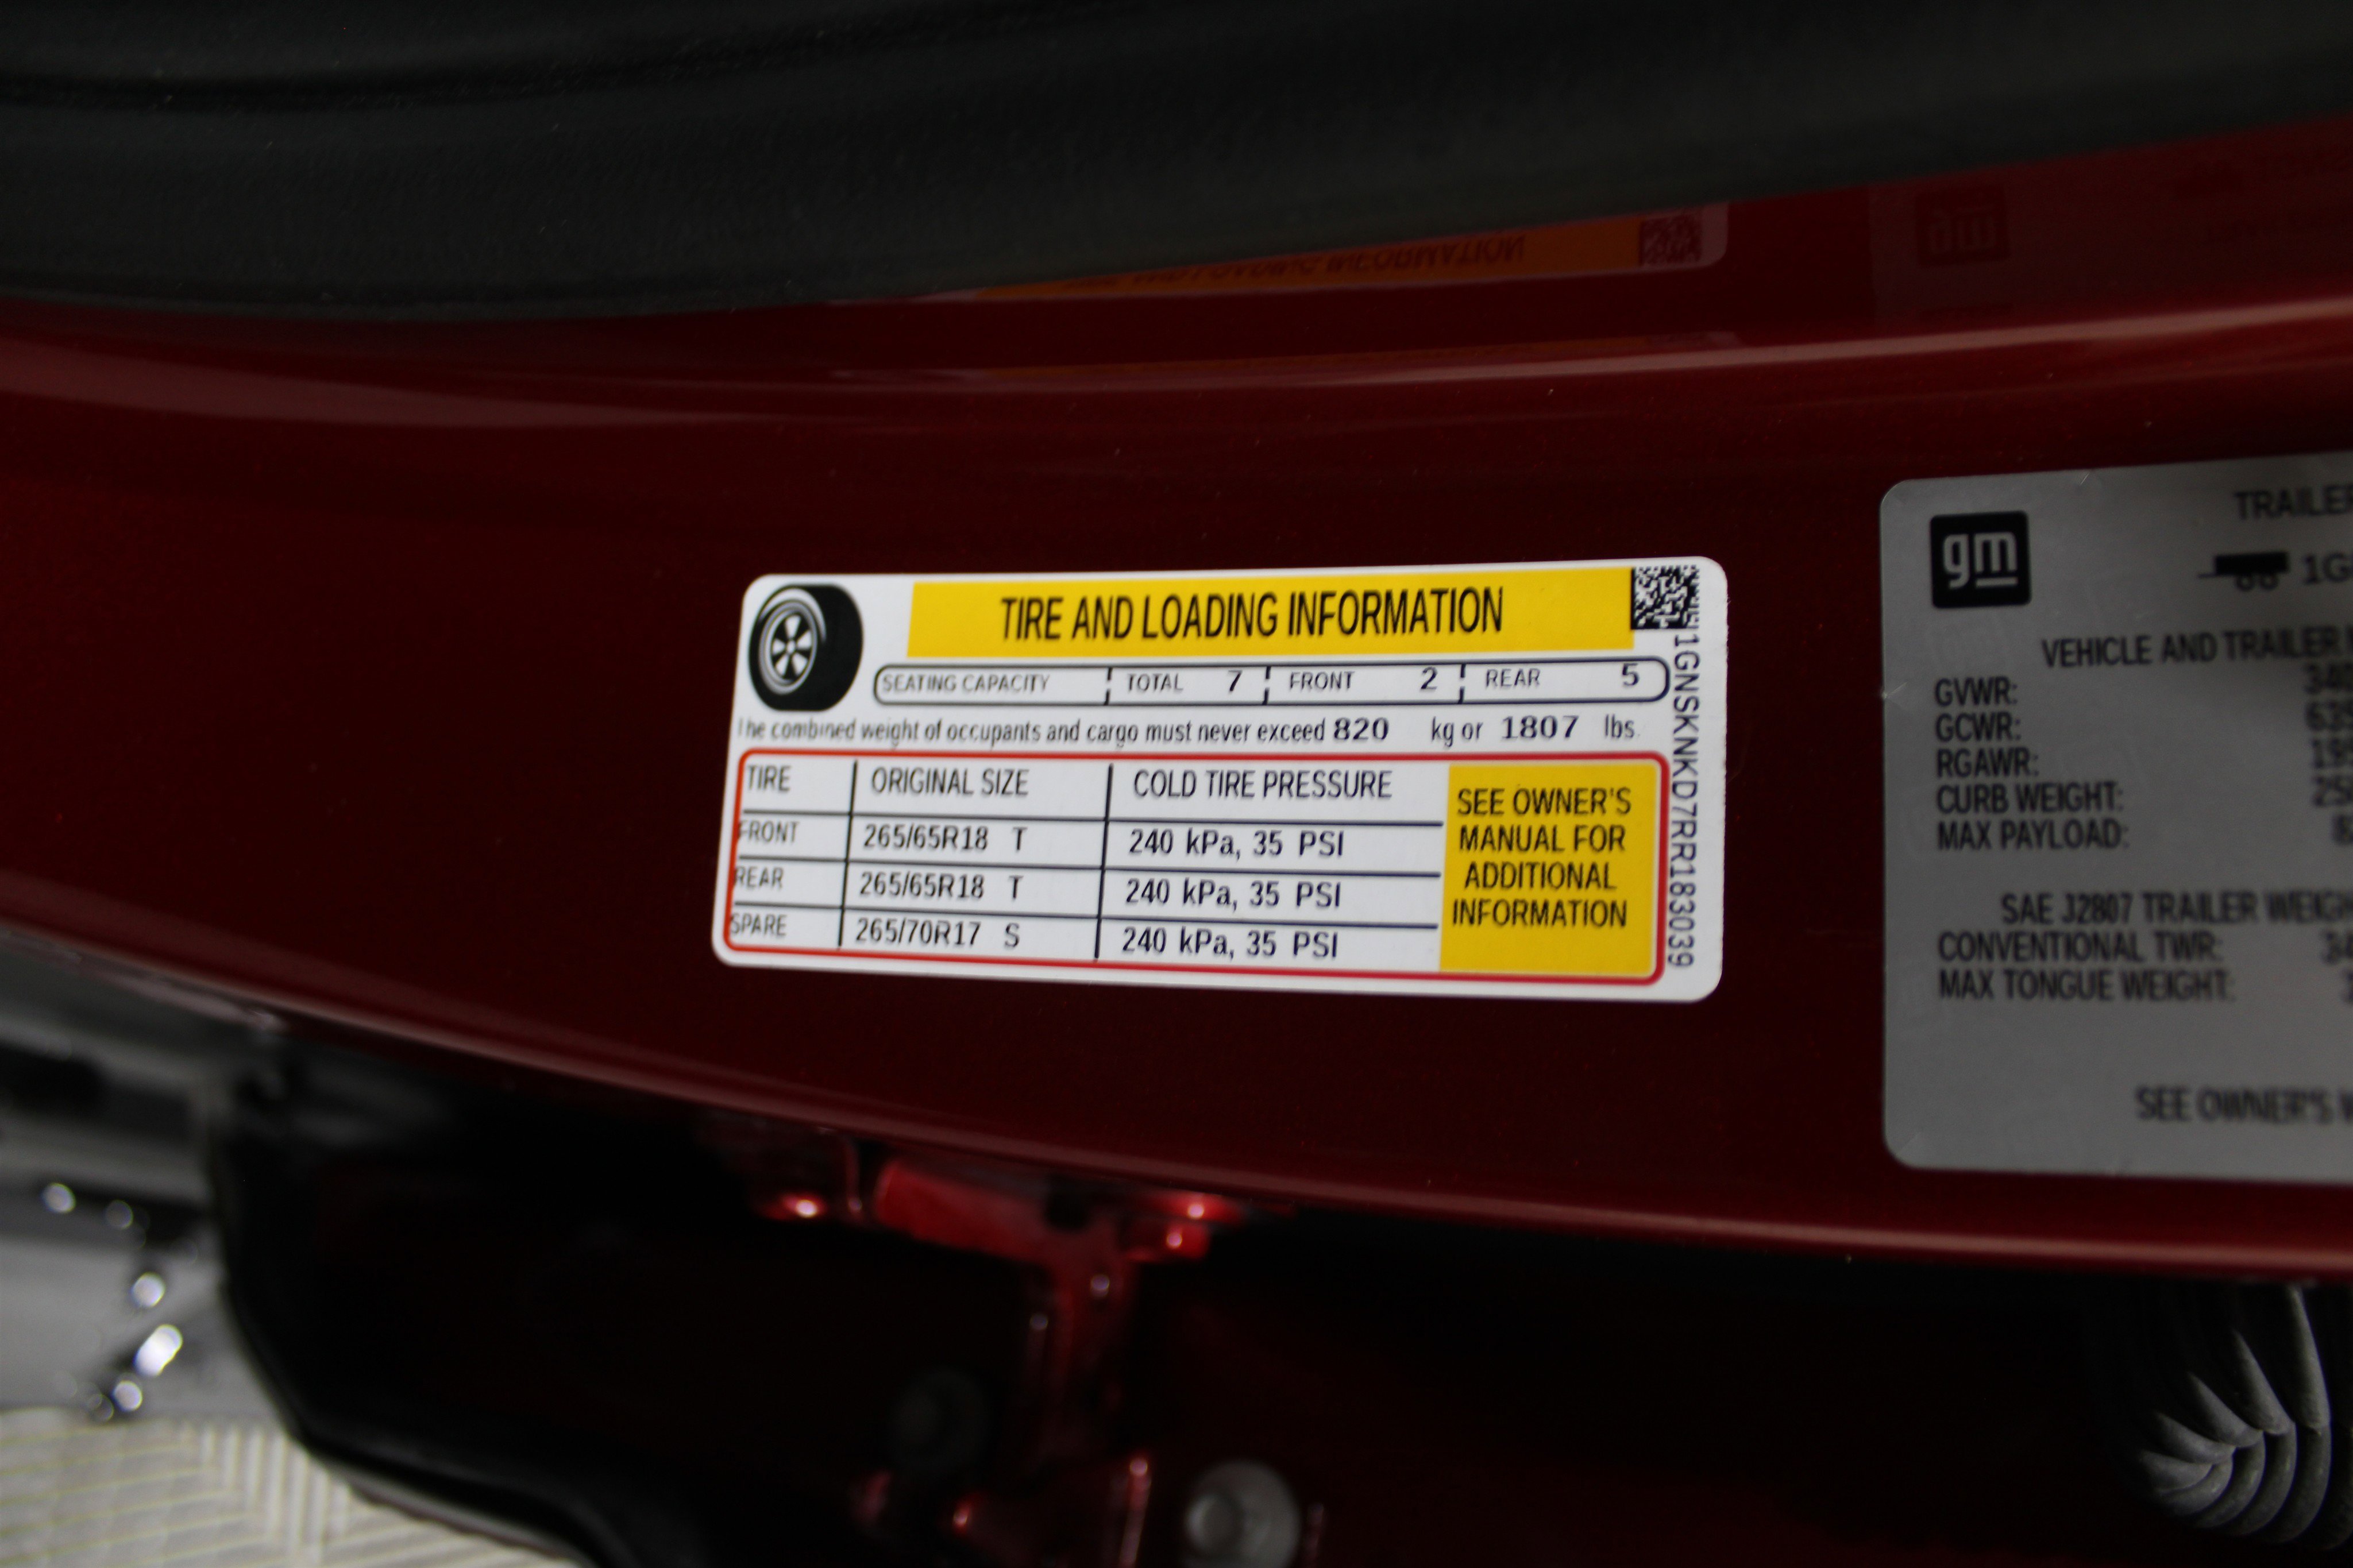 TIRE AND LOADING INFORMATION
SEATING CAPACITY TOTAL 7 FRONT 2 REAR 5
The combined weight of occupants and cargo must never exceed 820 kg or 1807 lbs.
TIRE ORIGINAL SIZE COLD TIRE PRESSURE
FRONT 265/65R18 T 240 kPa, 35 PSI
REAR 265/65R18 T 240 kPa, 35 PSI
SPARE 265/70R17 S 240 kPa, 35 PSI
SEE OWNER'S
MANUAL FOR
ADDITIONAL
INFORMATION
1GNSKNKD7RR183039
gm
TRAILER
1G
VEHICLE AND TRAILER
GVWR:
GCWR:
RGAWR:
CURB WEIGHT:
MAX PAYLOAD:
SAE J2807 TRAILER WEIGH
CONVENTIONAL TWR:
MAX TONGUE WEIGHT:
SEE OWNER'S